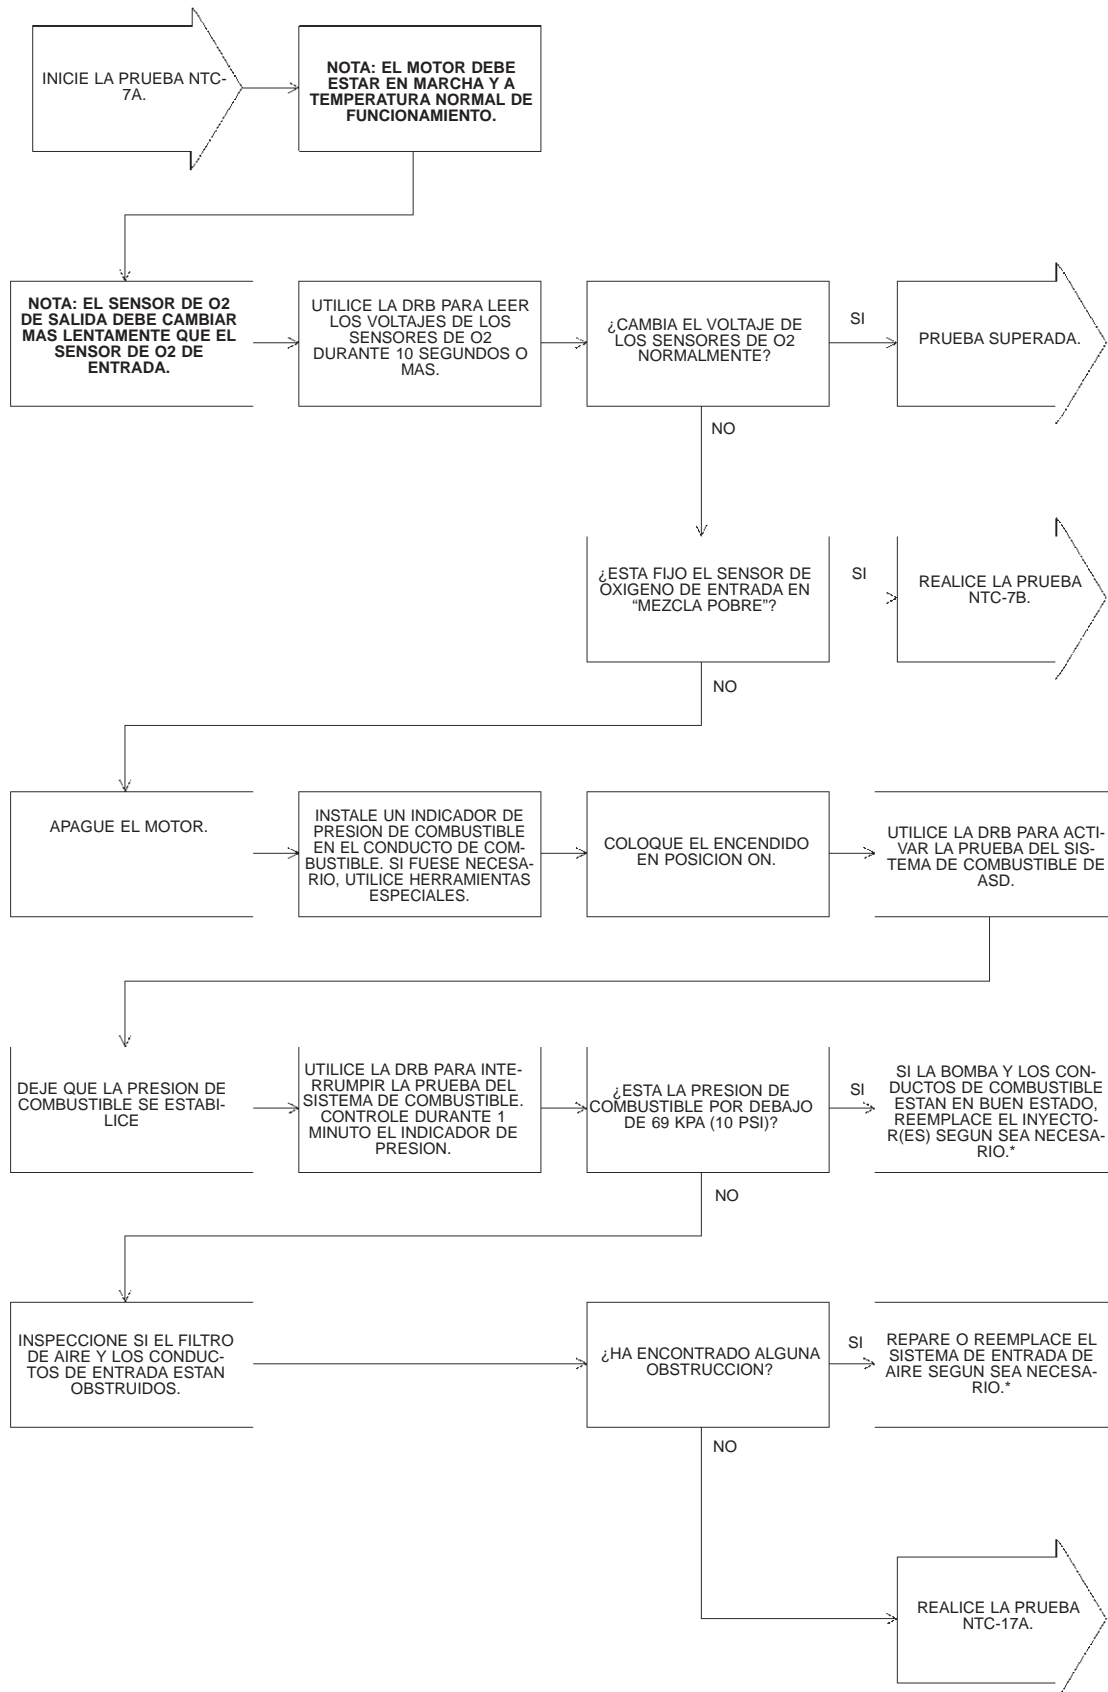 INICIE LA PRUEBA NTC-
7A.
NOTA: EL MOTOR DEBE
ESTAR EN MARCHA Y A
TEMPERATURA NORMAL DE
FUNCIONAMIENTO.
NOTA: EL SENSOR DE O2
DE SALIDA DEBE CAMBIAR
MAS LENTAMENTE QUE EL
SENSOR DE O2 DE
ENTRADA.
UTILICE LA DRB PARA LEER
LOS VOLTAJES DE LOS
SENSORES DE O2
DURANTE 10 SEGUNDOS O
MAS.
¿CAMBIA EL VOLTAJE DE
LOS SENSORES DE O2
NORMALMENTE?
SI
PRUEBA SUPERADA.
NO
¿ESTA FIJO EL SENSOR DE
OXIGENO DE ENTRADA EN
“MEZCLA POBRE”?
SI
REALICE LA PRUEBA
NTC-7B.
NO
APAGUE EL MOTOR.
INSTALE UN INDICADOR DE
PRESION DE COMBUSTIBLE
EN EL CONDUCTO DE COM-
BUSTIBLE. SI FUESE NECESA-
RIO, UTILICE HERRAMIENTAS
ESPECIALES.
COLOQUE EL ENCENDIDO
EN POSICION ON.
UTILICE LA DRB PARA ACTI-
VAR LA PRUEBA DEL SIS-
TEMA DE COMBUSTIBLE DE
ASD.
DEJE QUE LA PRESION DE
COMBUSTIBLE SE ESTABI-
LICE
UTILICE LA DRB PARA INTE-
RRUMPIR LA PRUEBA DEL
SISTEMA DE COMBUSTIBLE.
CONTROLE DURANTE 1
MINUTO EL INDICADOR DE
PRESION.
¿ESTA LA PRESION DE
COMBUSTIBLE POR DEBAJO
DE 69 KPA (10 PSI)?
SI
SI LA BOMBA Y LOS CON-
DUCTOS DE COMBUSTIBLE
ESTAN EN BUEN ESTADO,
REEMPLACE EL INYECTO-
R(ES) SEGUN SEA NECESA-
RIO.*
NO
INSPECCIONE SI EL FILTRO
DE AIRE Y LOS CONDUC-
TOS DE ENTRADA ESTAN
OBSTRUIDOS.
¿HA ENCONTRADO ALGUNA
OBSTRUCCION?
SI
REPARE O REEMPLACE EL
SISTEMA DE ENTRADA DE
AIRE SEGUN SEA NECESA-
RIO.*
NO
REALICE LA PRUEBA
NTC-17A.